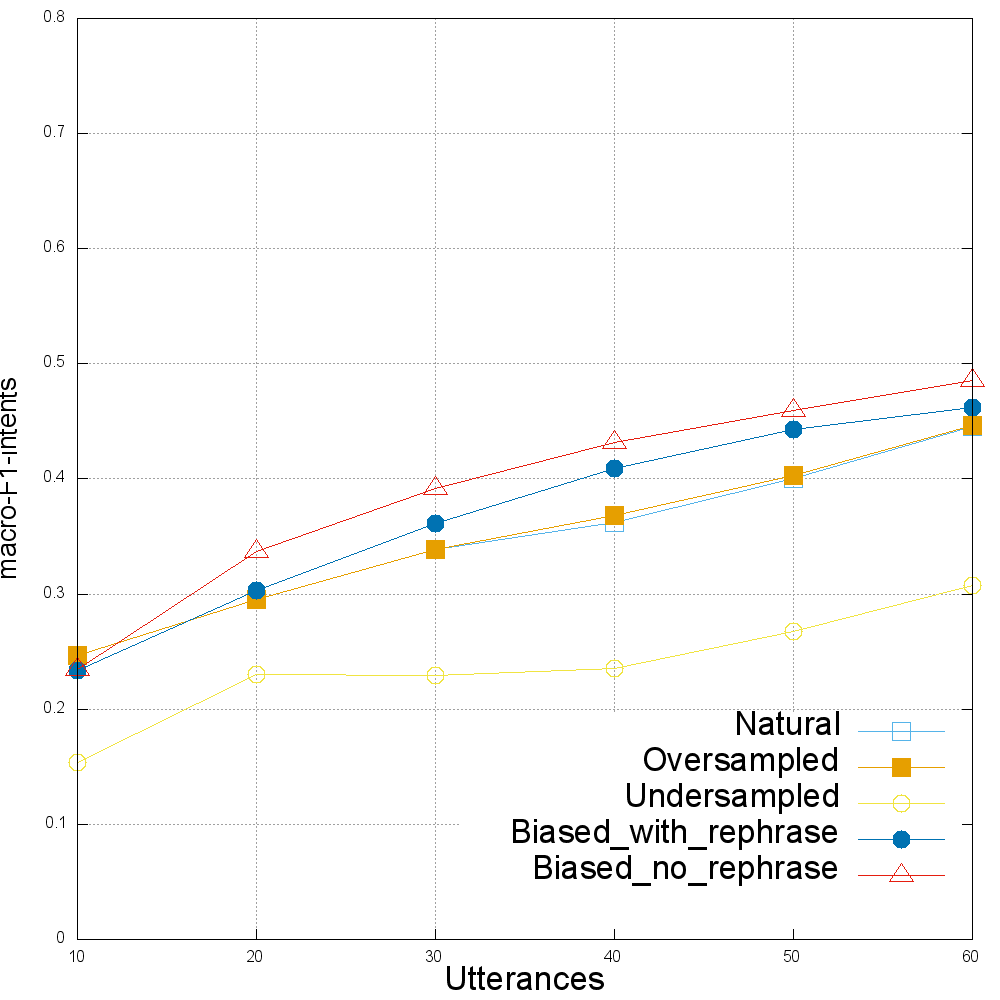 0.8
0.7
0.6
0.5
0.4
0.3
0.2
0.1
0
macro-F1-intents
Natural
Oversampled
Undersampled
Biased_with_rephrase
Biased_no_rephrase
10 20 30 40 50 60
Utterances